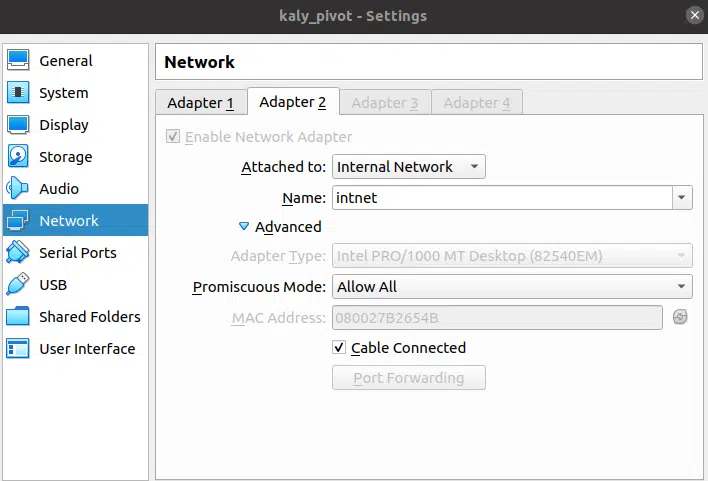 kaly_pivot - Settings
General
System
Display
Storage
Audio
Network
Serial Ports
USB
Shared Folders
User Interface
Network
Adapter 1 Adapter 2 Adapter 3 Adapter 4
Enable Network Adapter
Attached to: Internal Network
Name: intnet
Advanced
Adapter Type: Intel PRO/1000 MT Desktop (82540EM)
Promiscuous Mode: Allow All
MAC Address: 080027B2654B
Cable Connected
Port Forwarding